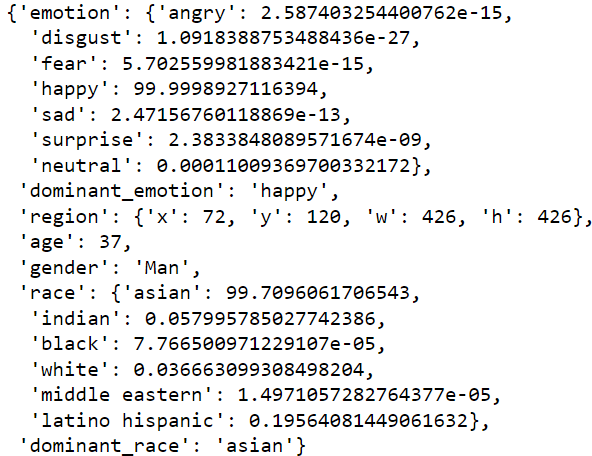 {'emotion': {'angry': 2.587403254400762e-15,
'disgust': 1.0918388753488436e-27,
'fear': 5.702559981883421e-15,
'happy': 99.9998927116394,
'sad': 2.47156760118869e-13,
'surprise': 2.3833848089571674e-09,
'neutral': 0.00011009369700332172},
'dominant_emotion': 'happy',
'region': {'x': 72, 'y': 120, 'w': 426, 'h': 426},
'age': 37,
'gender': 'Man',
'race': {'asian': 99.7096061706543,
'indian': 0.057995785027742386,
'black': 7.766500971229107e-05,
'white': 0.036663099308498204,
'middle eastern': 1.4971057282764377e-05,
'latino hispanic': 0.19564081449061632},
'dominant_race': 'asian'}